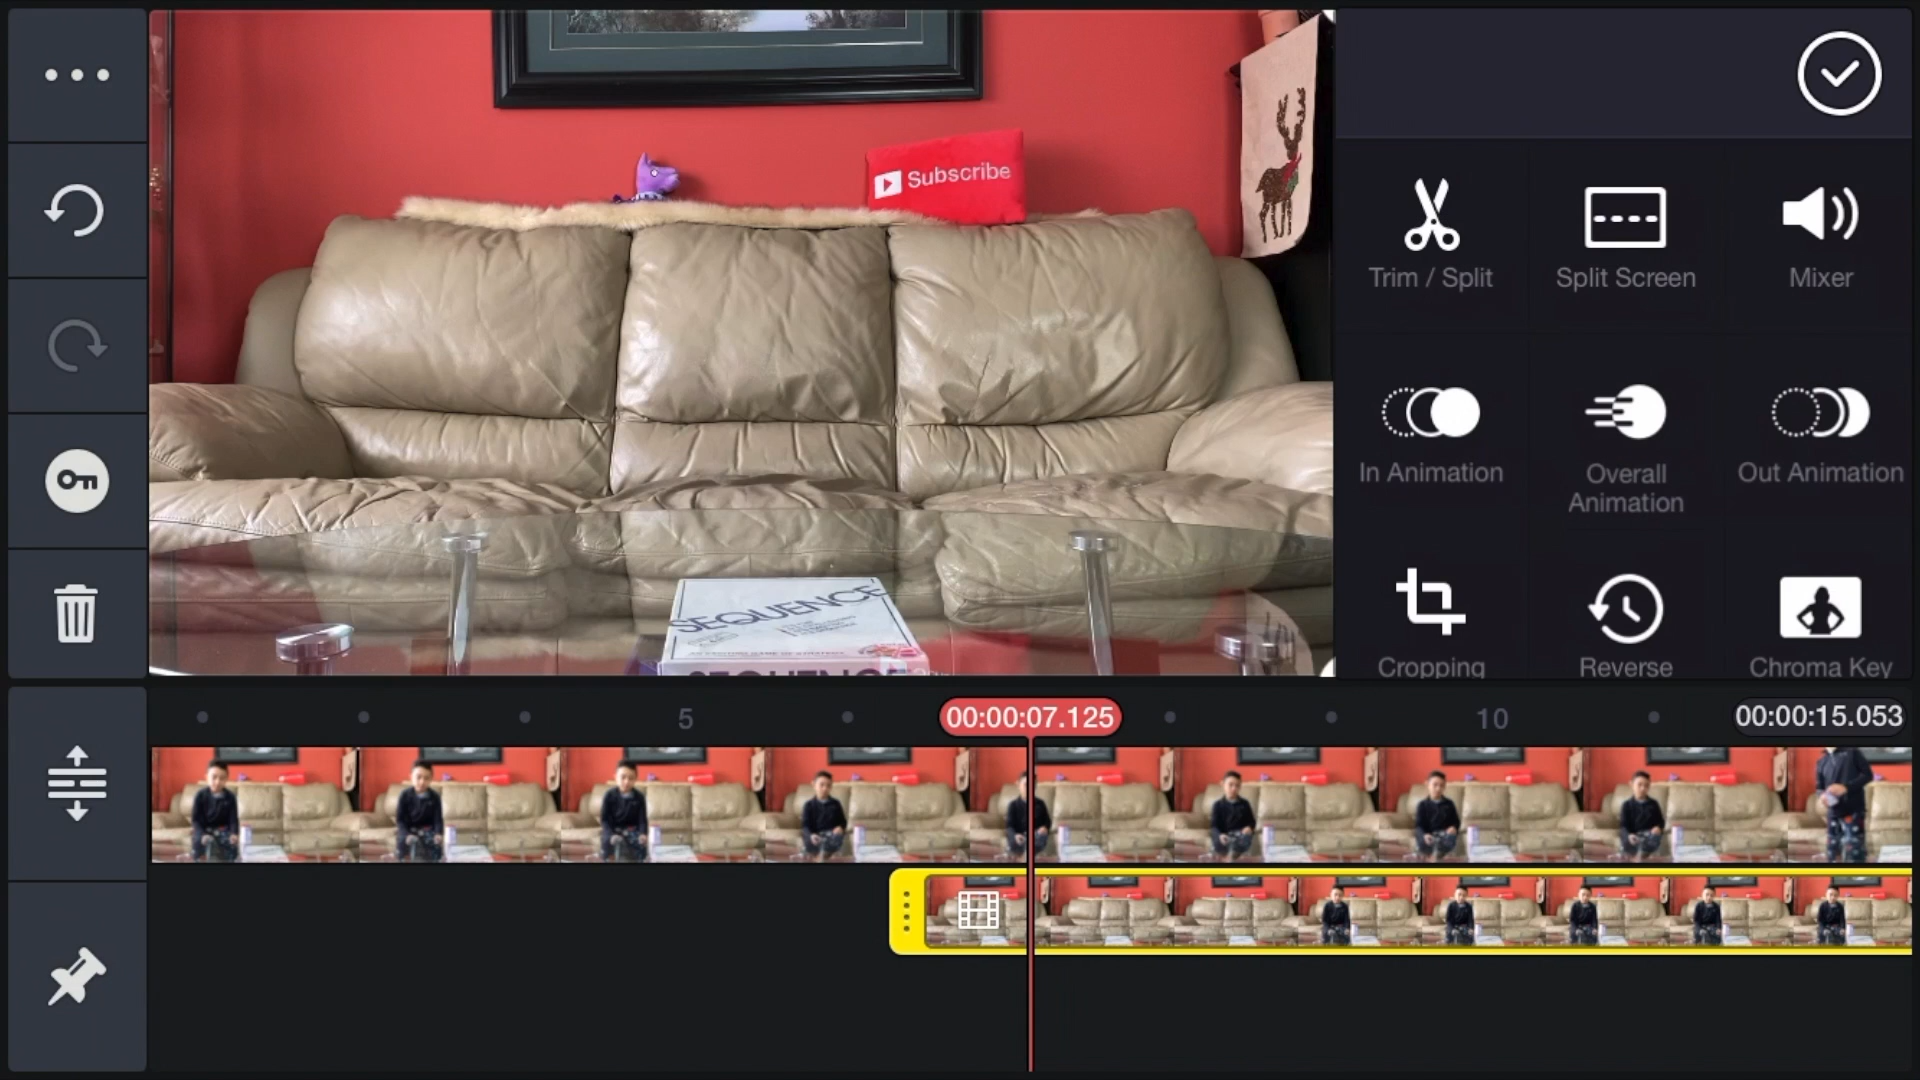 Subscribe
SEQUENCE
SEQUENCE
Trim / Split
Split Screen
Mixer
In Animation
Overall
Animation
Out Animation
Cropping
Reverse
Chroma Key
5
00:00:07.125
10
00:00:15.053